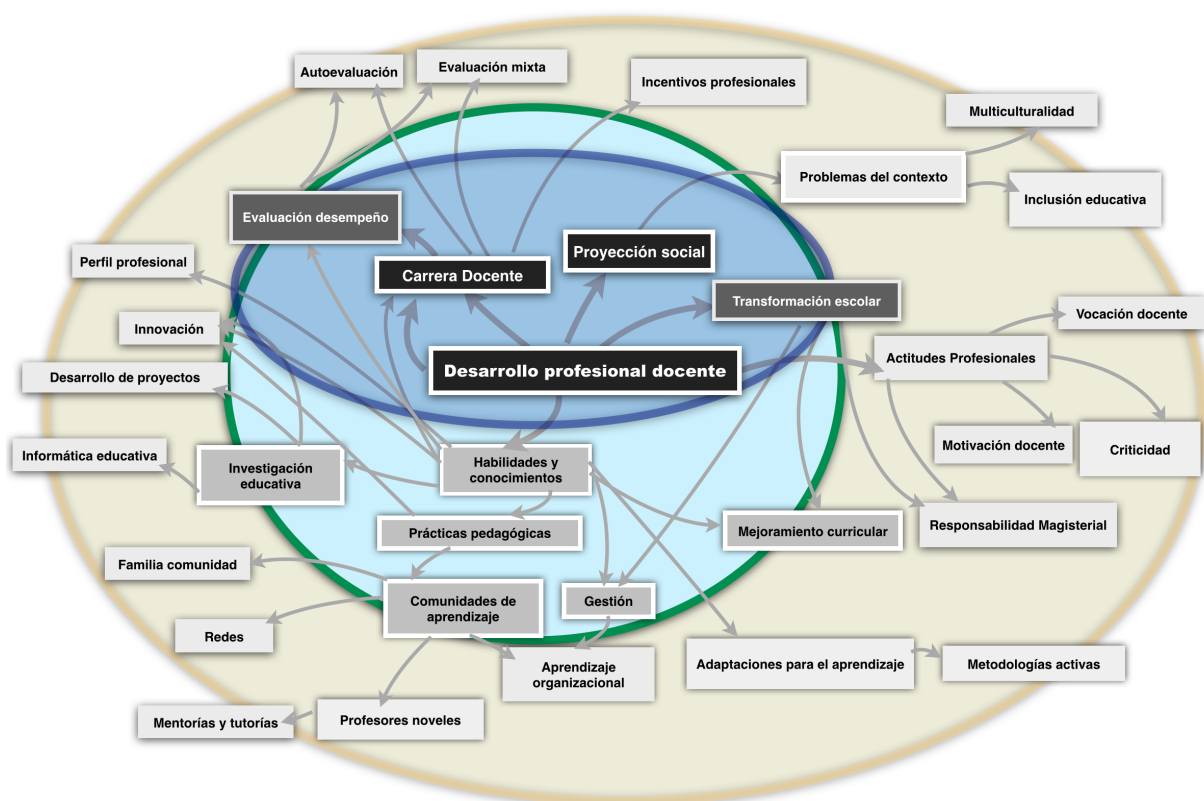 Autoevaluación
Evaluación mixta
Incentivos profesionales
Multiculturalidad
Problemas del contexto
Inclusión educativa
Evaluación desempeño
Proyección social
Carrera Docente
Perfil profesional
Transformación escolar
Vocación docente
Innovación
Actitudes Profesionales
Desarrollo profesional docente
Desarrollo de proyectos
Motivación docente
Criticidad
Informática educativa
Investigación
educativa
Habilidades y
conocimientos
Prácticas pedagógicas
Mejoramiento curricular
Responsabilidad Magisterial
Familia comunidad
Comunidades de
aprendizaje
Gestión
Redes
Aprendizaje
organizacional
Adaptaciones para el aprendizaje
Metodologías activas
Mentorías y tutorías
Profesores noveles